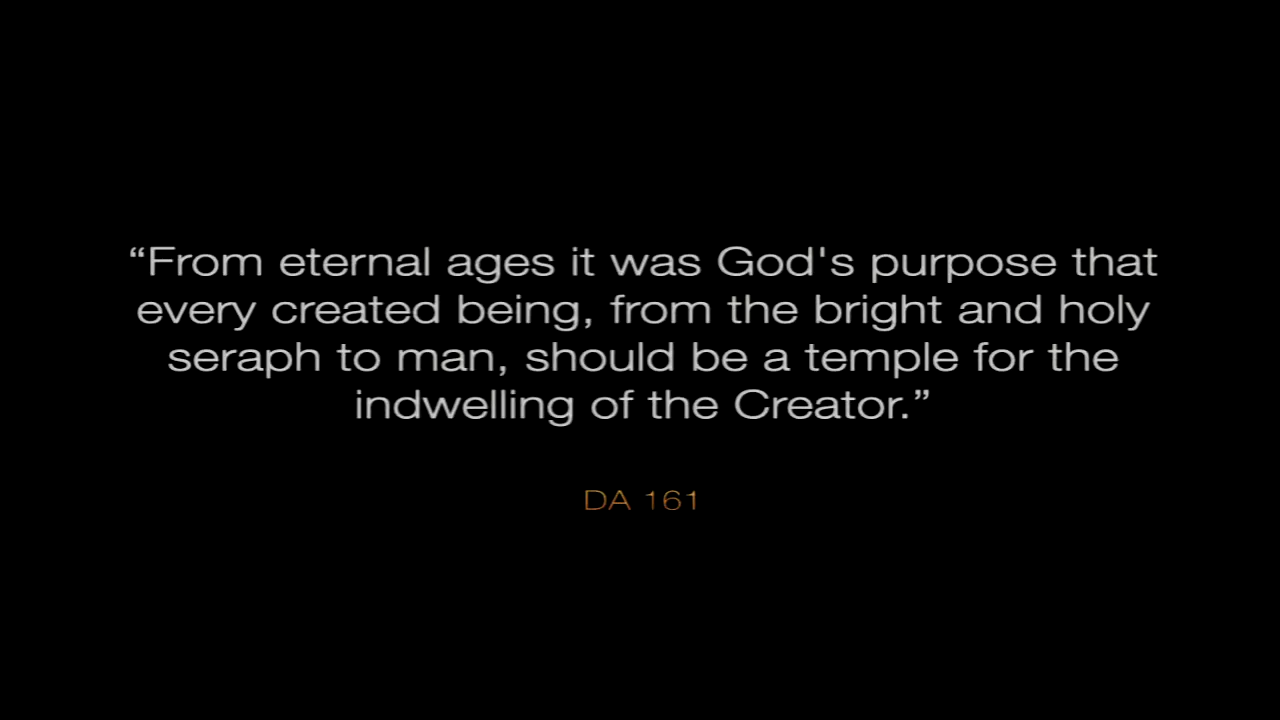 “From eternal ages it was God's purpose that
every created being, from the bright and holy
seraph to man, should be a temple for the
indwelling of the Creator.”
DA 161